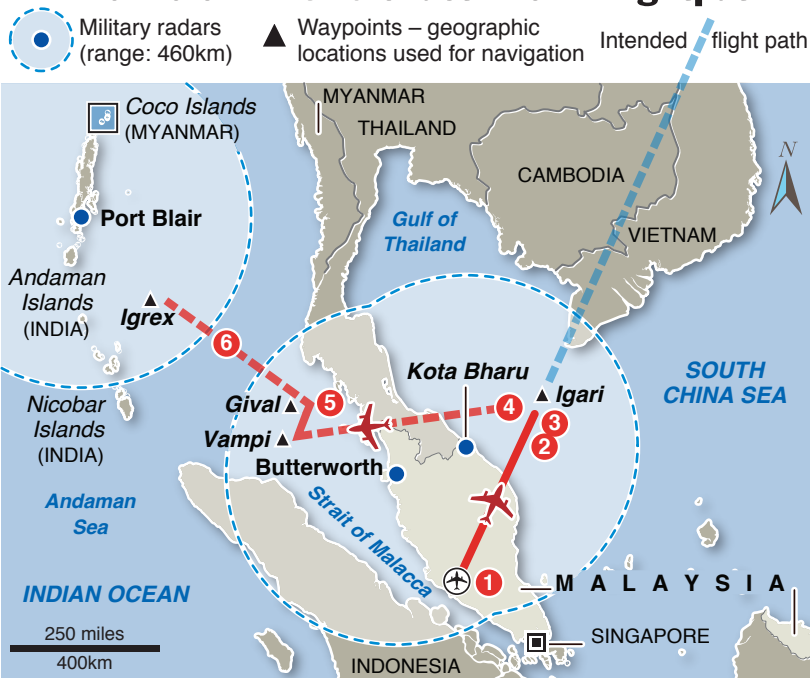 Military radars
(range: 460km)
Waypoints – geographic
locations used for navigation
Intended flight path
MYANMAR
THAILAND
Coco Islands
(MYANMAR)
CAMBODIA
N
Port Blair
Gulf of
Thailand
VIETNAM
Andaman
Islands
(INDIA)
Igrex
6
Kota Bharu
Igari
SOUTH
CHINA SEA
Nicobar
Islands
(INDIA)
Gival
5
4
3
2
Vampi
Butterworth
Andaman
Sea
Strait of Malacca
1
MALAYSIA
INDIAN OCEAN
250 miles
400km
SINGAPORE
INDONESIA